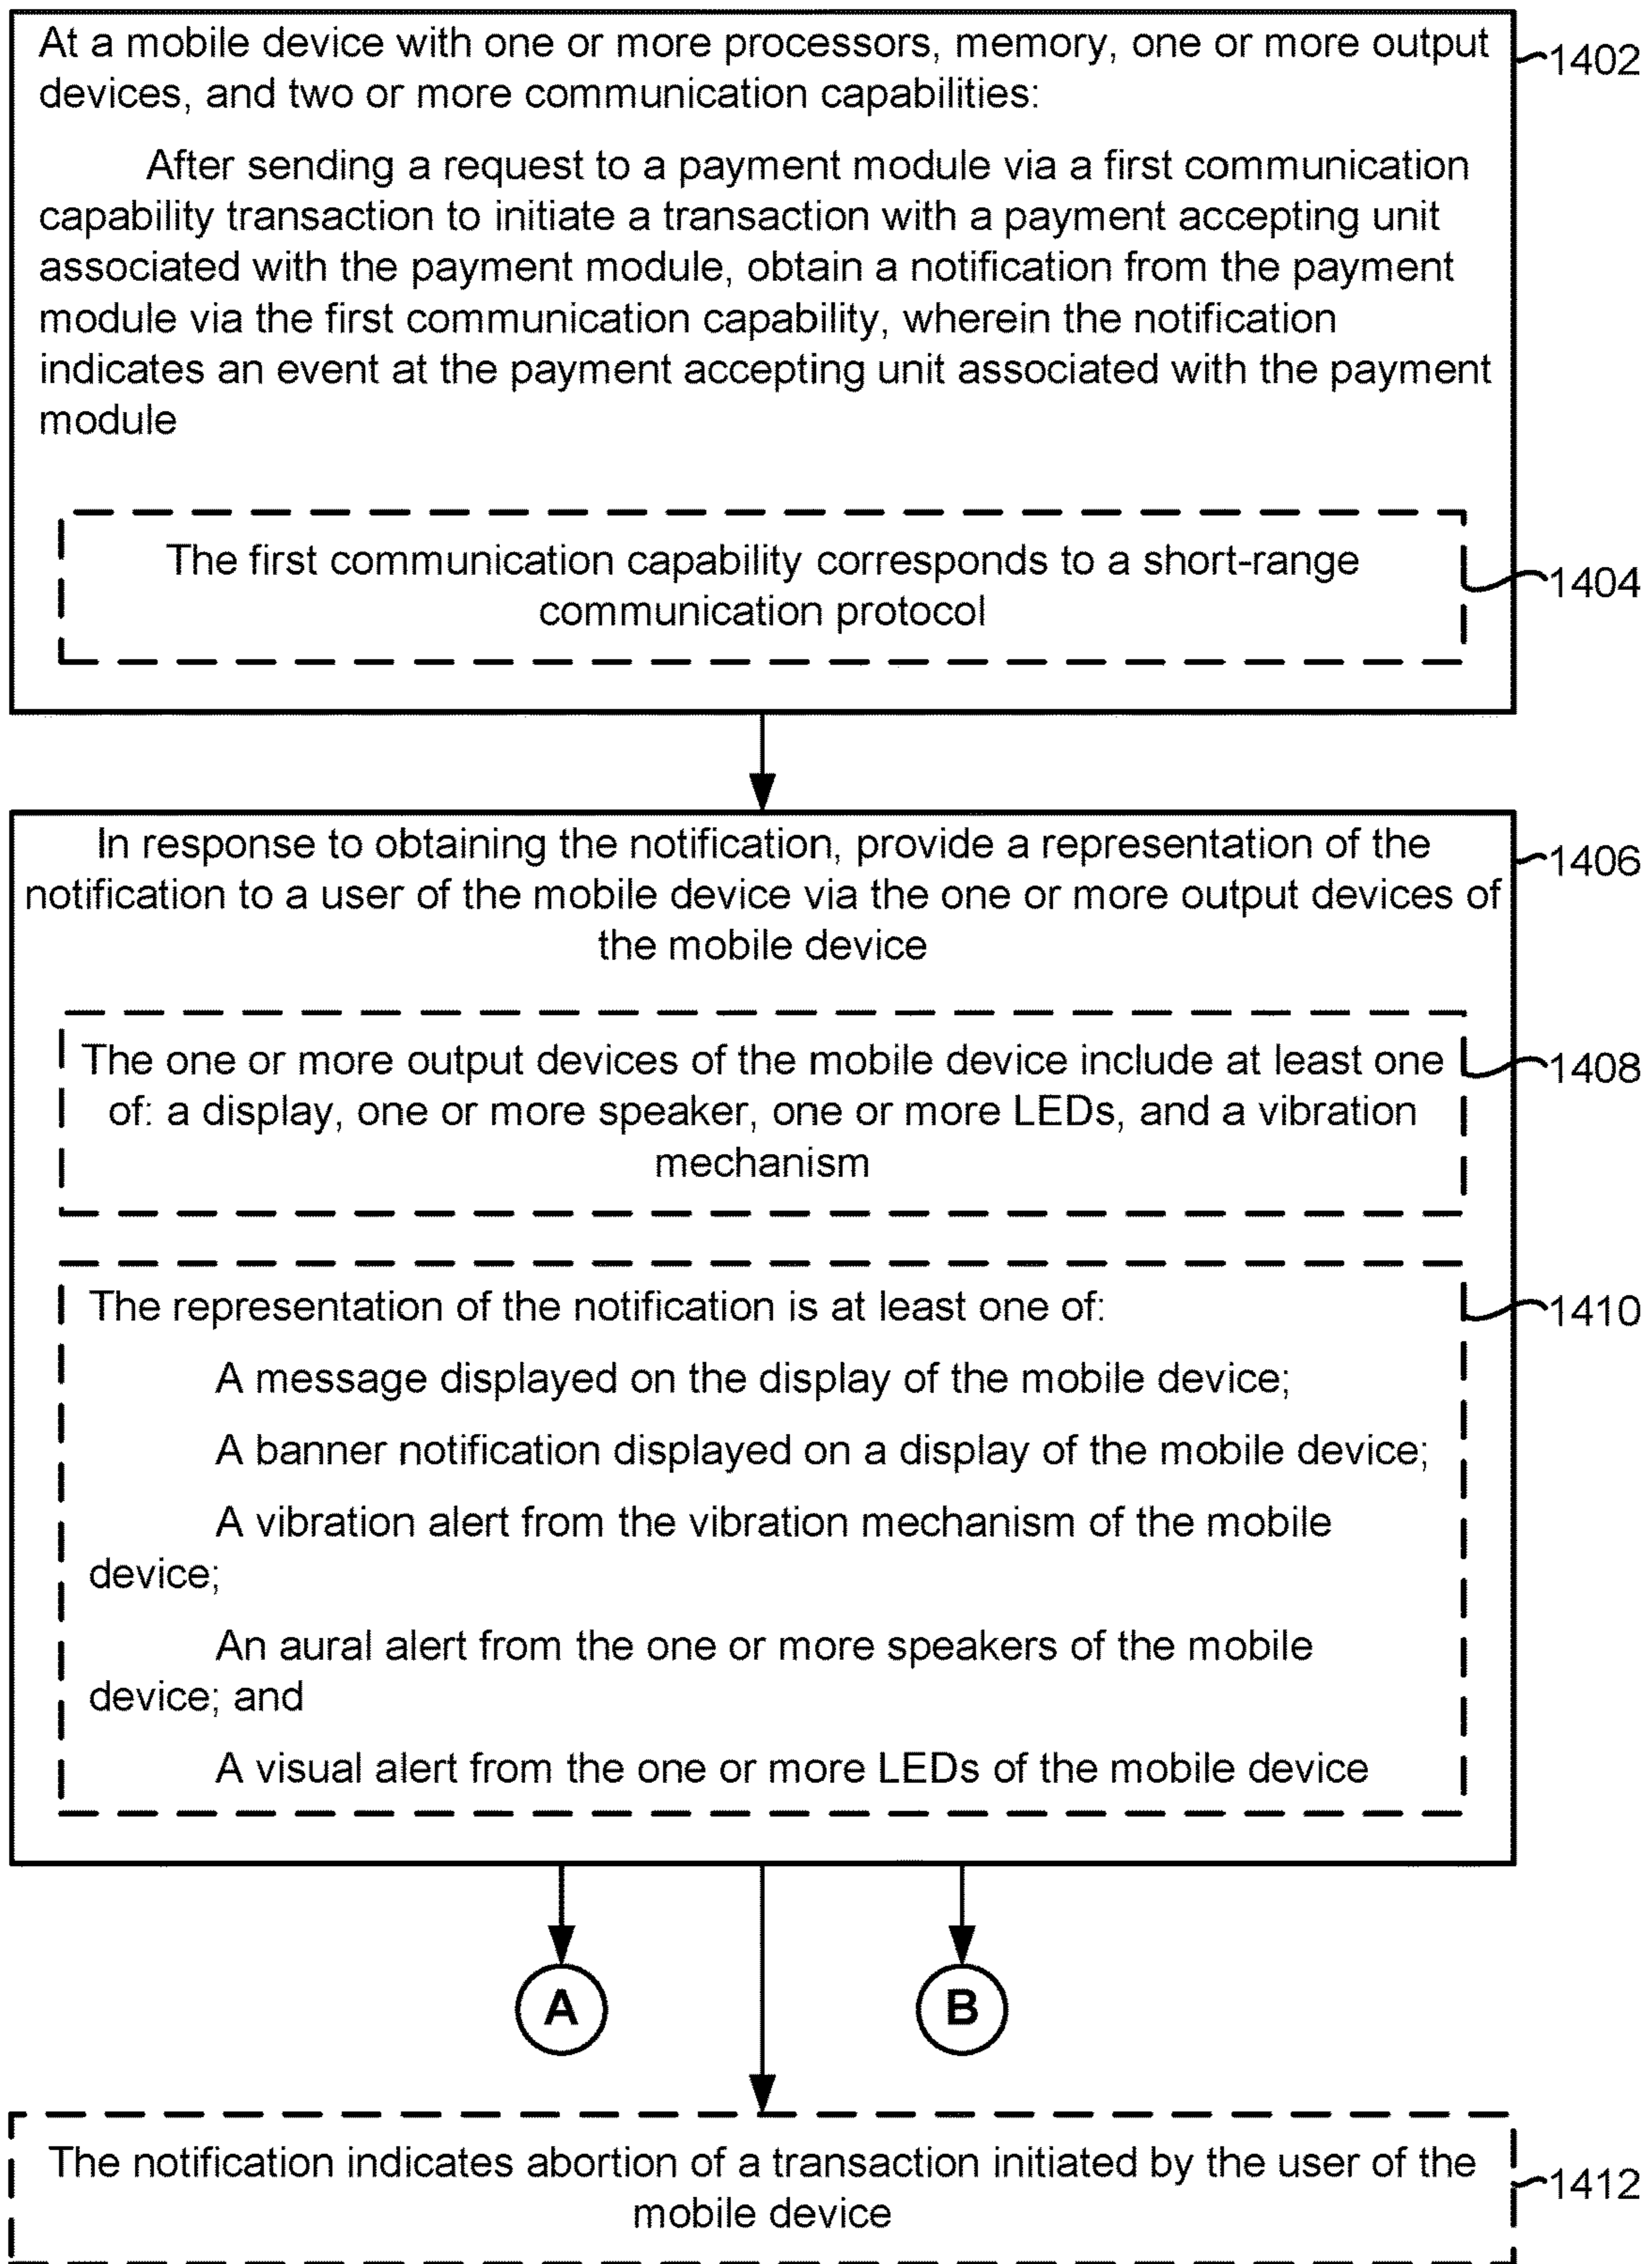 At a mobile device with one or more processors, memory, one or more output
devices, and two or more communication capabilities:
1402
After sending a request to a payment module via a first communication
capability transaction to initiate a transaction with a payment accepting unit
associated with the payment module, obtain a notification from the payment
module via the first communication capability, wherein the notification
indicates an event at the payment accepting unit associated with the payment
module
The first communication capability corresponds to a short-range
communication protocol
1404
In response to obtaining the notification, provide a representation of the
notification to a user of the mobile device via the one or more output devices of
the mobile device
1406
The one or more output devices of the mobile device include at least one
of: a display, one or more speaker, one or more LEDs, and a vibration
mechanism
1408
The representation of the notification is at least one of:
1410
A message displayed on the display of the mobile device;
A banner notification displayed on a display of the mobile device;
A vibration alert from the vibration mechanism of the mobile
device;
An aural alert from the one or more speakers of the mobile
device; and
A visual alert from the one or more LEDs of the mobile device
A
B
The notification indicates abortion of a transaction initiated by the user of the
mobile device
1412